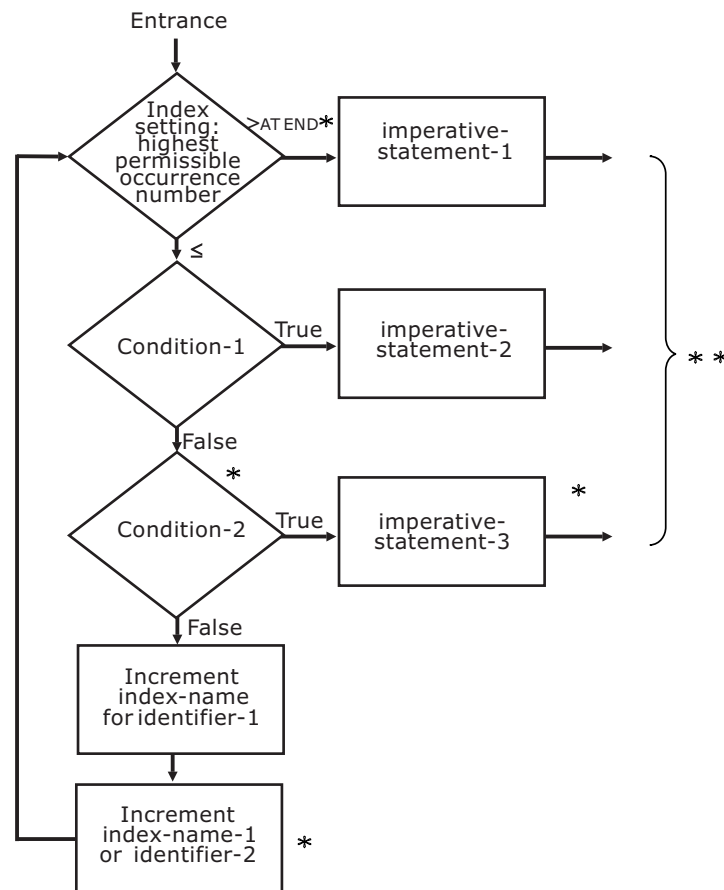 Entrance
Index
setting:
highest
permissible
occurrence
number
>AT END*
imperative-
statement-1
≤
Condition-1
True
imperative-
statement-2
* *
False
*
Condition-2
True
imperative-
statement-3
*
False
Increment
index-name
for identifier-1
Increment
index-name-1
or identifier-2
*